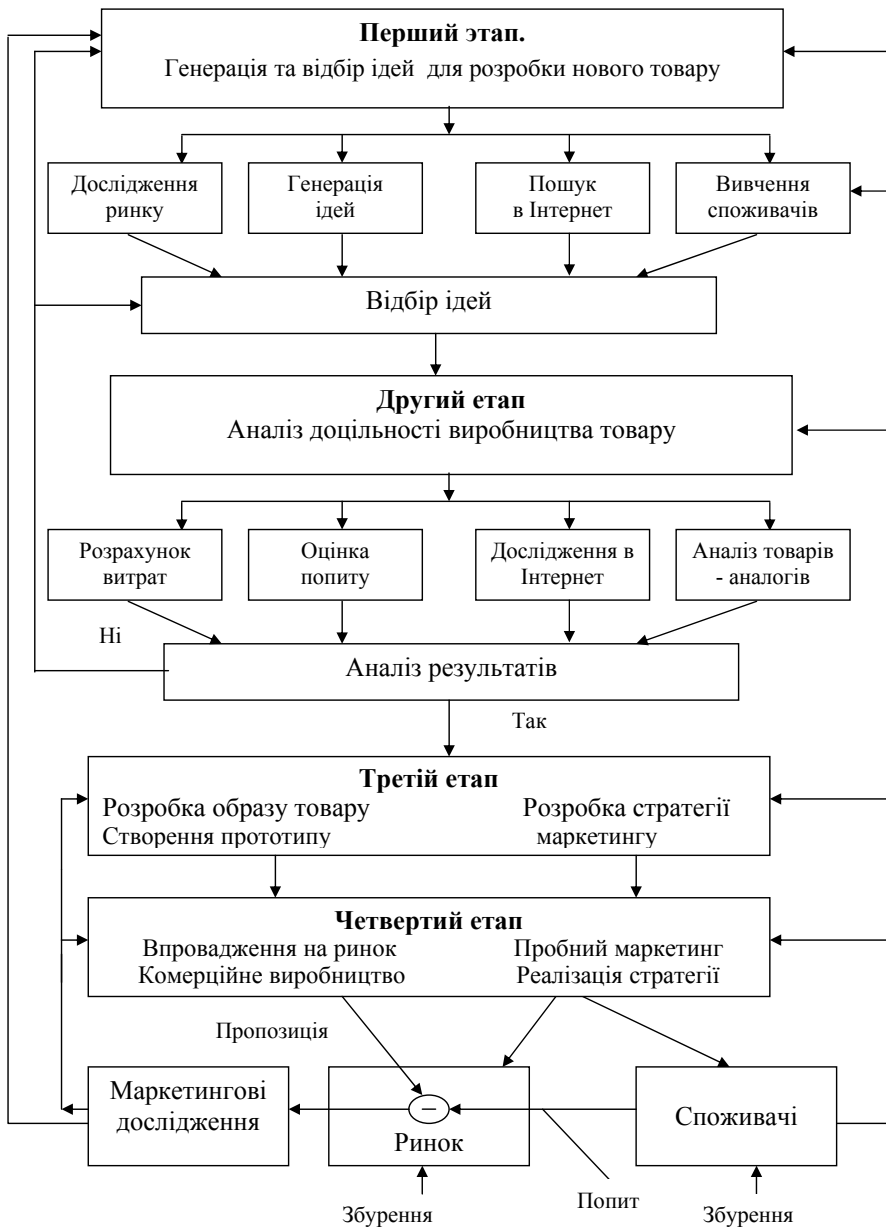 Перший этап.
Генерація та відбір ідей для розробки нового товару
Дослідження
ринку
Генерація
ідей
Пошук
в Інтернет
Вивчення
споживачів
Відбір ідей
Другий етап
Аналіз доцільності виробництва товару
Розрахунок
витрат
Оцінка
попиту
Дослідження в
Інтернет
Аналіз товарів
- аналогів
Ні
Аналіз результатів
Так
Третій етап
Розробка образу товару
Створення прототипу
Розробка стратегії
маркетингу
Четвертий етап
Впровадження на ринок
Комерційне виробництво
Пробний маркетинг
Реалізація стратегії
Пропозиція
Маркетингові
дослідження
–
Ринок
Споживачі
Збурення
Попит
Збурення